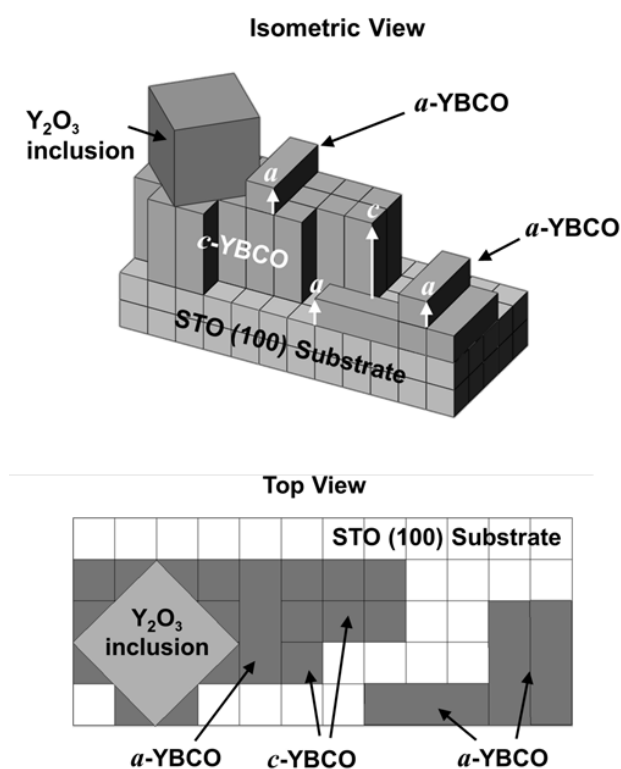 Isometric View
a-YBCO
Y₂O₃
inclusion
a
c
a-YBCO
c-YBCO
a
a
STO (100) Substrate
Top View
STO (100) Substrate
Y₂O₃
inclusion
a-YBCO
c-YBCO
a-YBCO